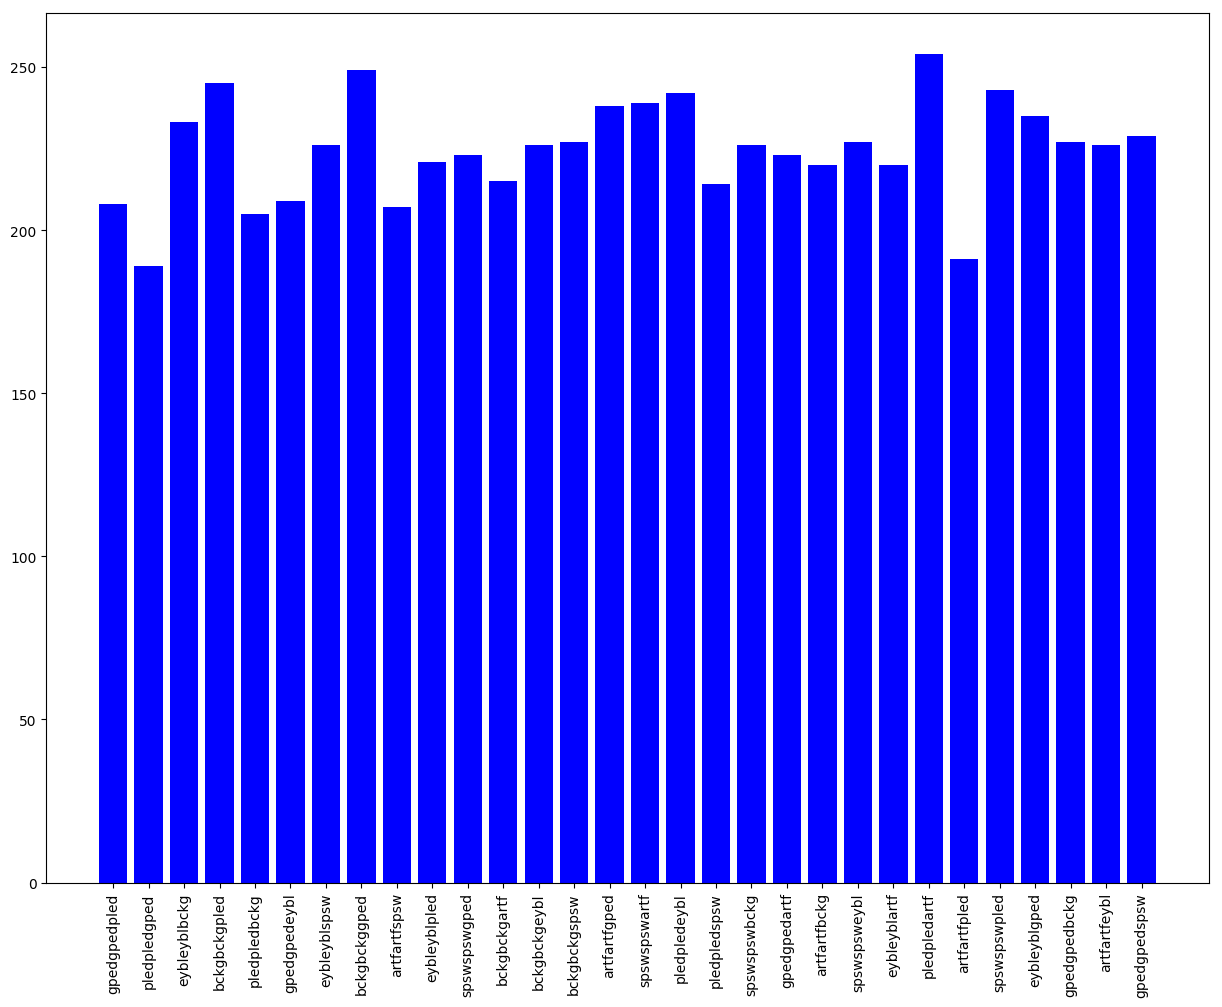 250
200
150
100
50
0
gpedgpedpled
pledpledgped
eybleyblbckg
bckgbckgpled
pledpledbckg
gpedgpedeybl
eybleyblspsw
bckgbckggped
artfartfspsw
eybleyblpled
spswspswgped
bckgbckgartf
bckgbckgeybl
bckgbckgspsw
artfartfgped
spswspswartf
pledpledeybl
pledpledspsw
spswspswbckg
gpedgpedartf
artfartfbckg
spswspsweybl
eybleyblartf
pledpledartf
artfartfpled
spswspswpled
eybleyblgped
gpedgpedbckg
artfartfeybl
gpedgpedspsw